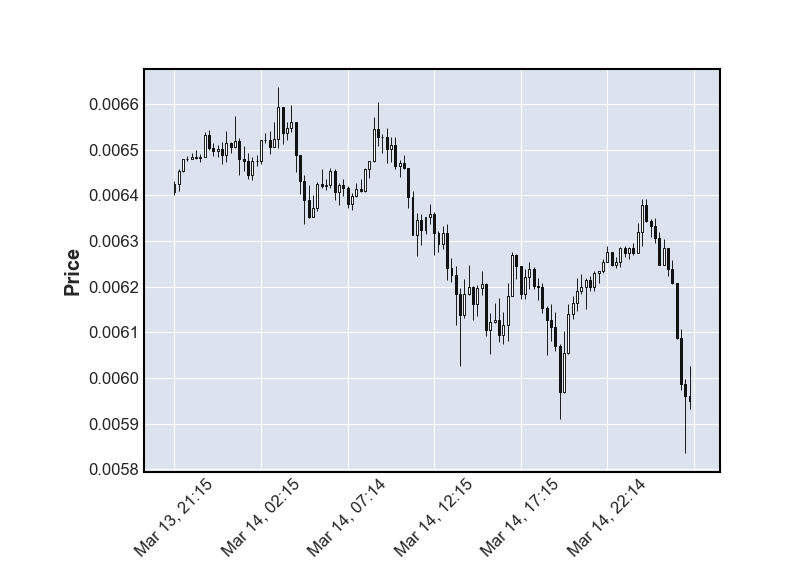 0.0066
0.0065
0.0064
0.0063
0.0062
0.0061
0.0060
0.0059
0.0058
Price
Mar 13, 21:15
Mar 14, 02:15
Mar 14, 07:14
Mar 14, 12:15
Mar 14, 17:15
Mar 14, 22:14